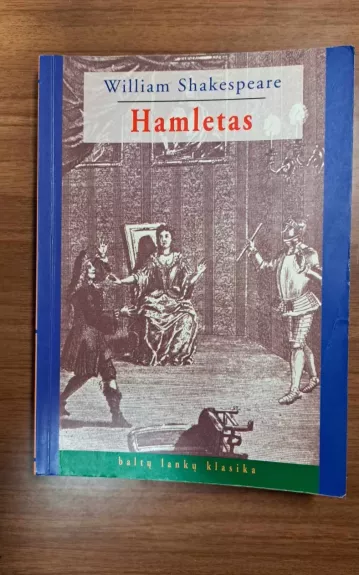 William Shakespeare
Hamletas
baltų lankų klasika